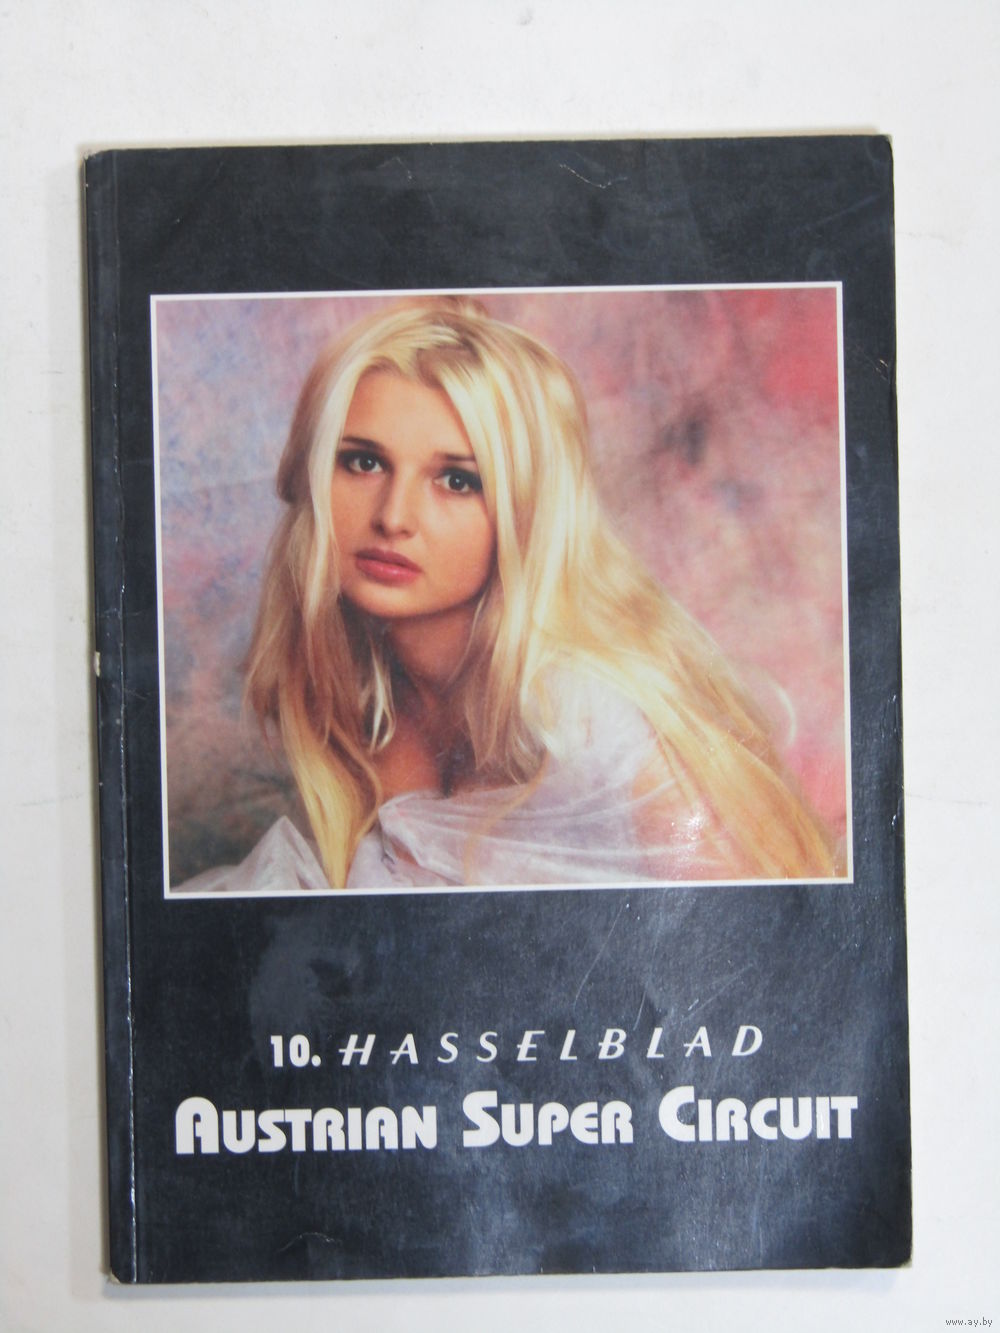 10. HASSELBLAD
AUSTRIAN SUPER CIRCUIT
www.ay.by